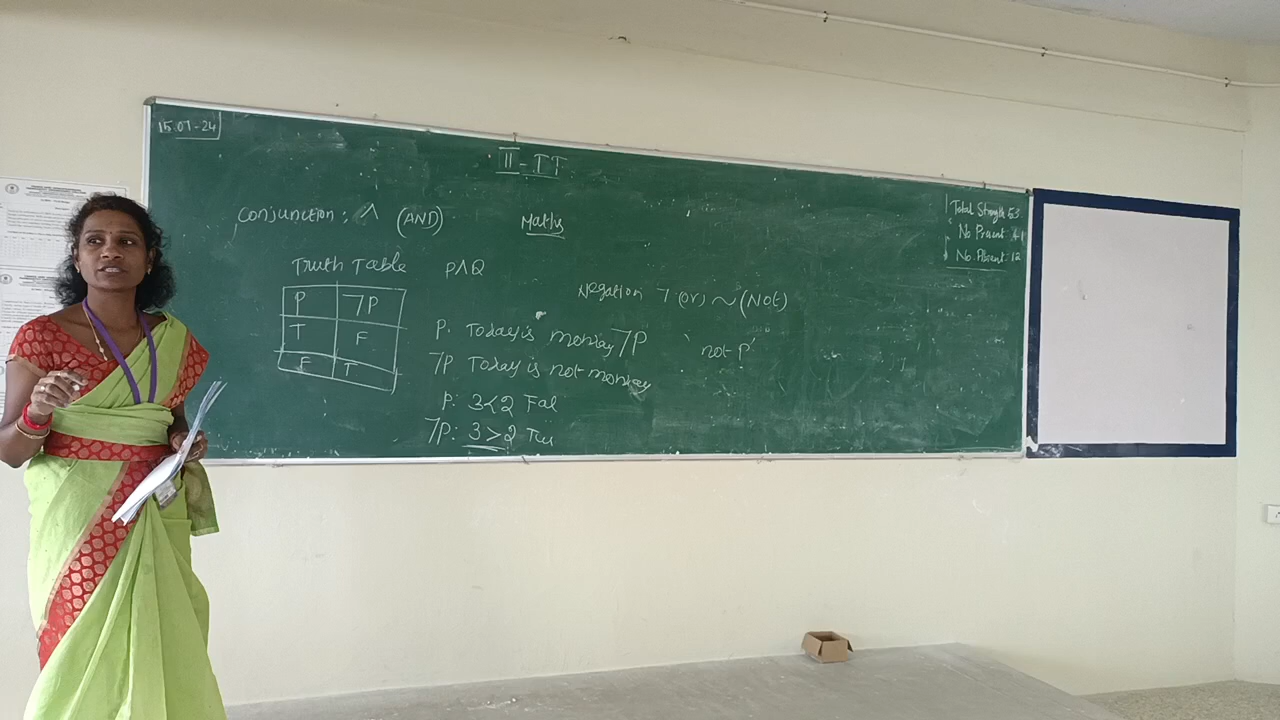 15.07-24
II - IT
Conjunction: ∧ (AND)
Maths
Total Strength 53
No Present: 41
No. Absent: 12
Truth Table P∧Q
P ⅂P
T F
F T
Negation ⅂ (or) ~ (Not)
P. Today is monday ⅂P 'not P'
⅂P Today is not monday
P: 3<2 Fal
⅂P: 3>2